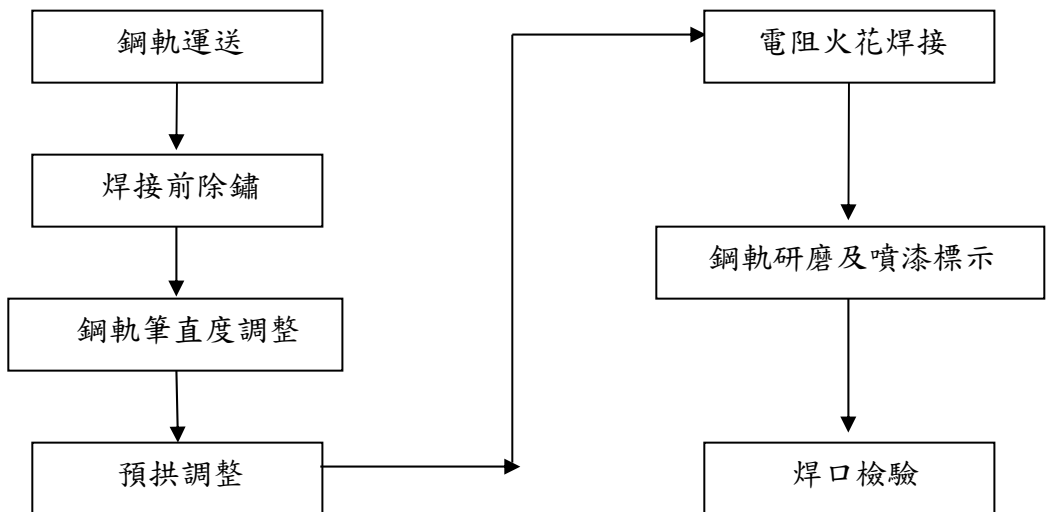 鋼軌運送
焊接前除鏽
鋼軌筆直度調整
預拱調整
電阻火花焊接
鋼軌研磨及噴漆標示
焊口檢驗